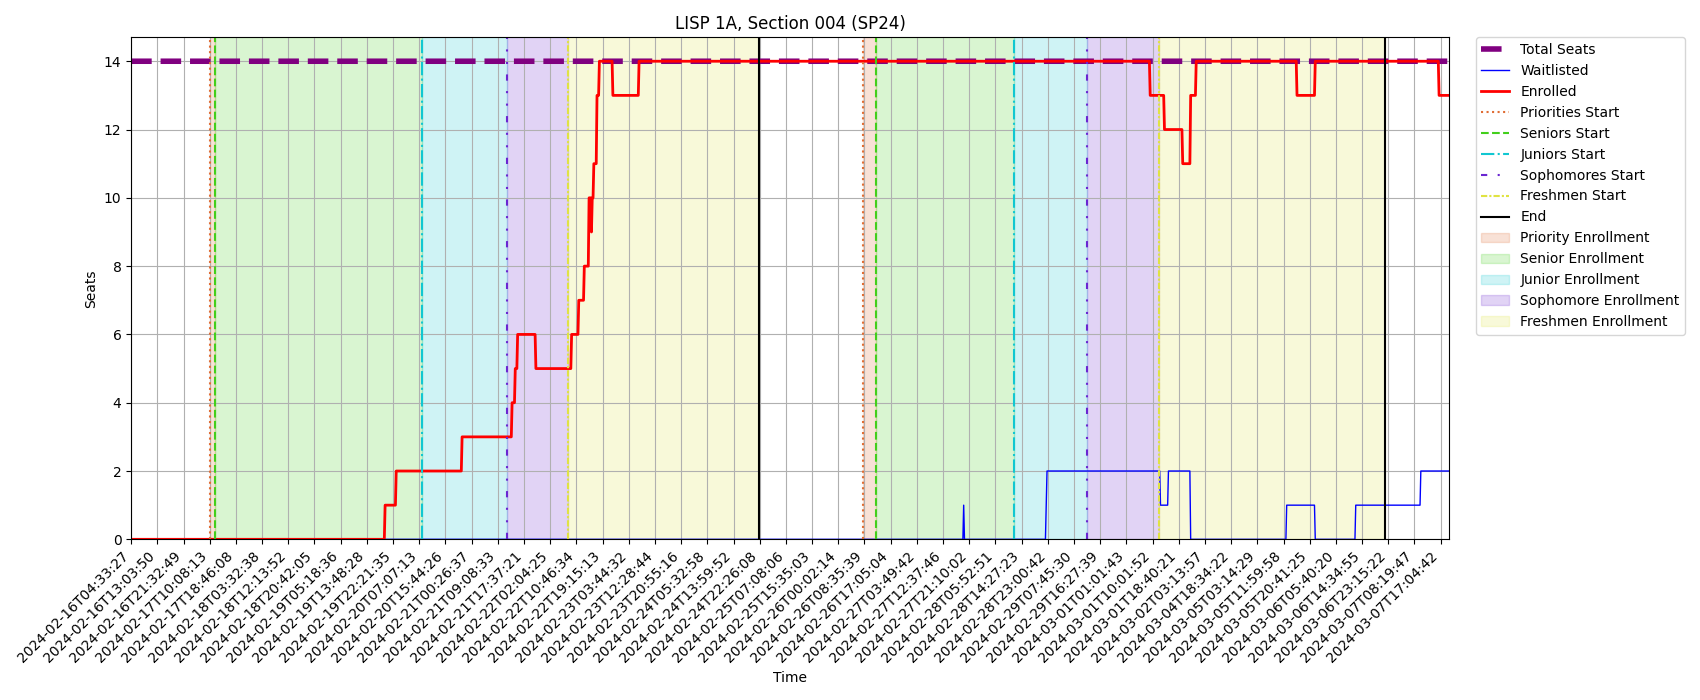 LISP 1A, Section 004 (SP24)
Seats
14
12
10
8
6
4
2
0
2024-02-16T04:33:27
2024-02-16T13:03:50
2024-02-16T21:32:49
2024-02-17T10:08:13
2024-02-17T18:46:08
2024-02-18T03:32:38
2024-02-18T12:13:52
2024-02-18T20:42:05
2024-02-19T05:18:36
2024-02-19T13:48:28
2024-02-19T22:21:35
2024-02-20T07:07:13
2024-02-20T15:44:26
2024-02-21T00:26:37
2024-02-21T09:08:33
2024-02-21T17:37:21
2024-02-22T02:04:25
2024-02-22T10:46:34
2024-02-22T19:15:13
2024-02-23T03:44:32
2024-02-23T12:28:44
2024-02-23T20:55:16
2024-02-24T05:32:58
2024-02-24T13:59:52
2024-02-24T22:26:08
2024-02-25T07:08:06
2024-02-25T15:35:03
2024-02-26T00:02:14
2024-02-26T08:35:39
2024-02-26T17:05:04
2024-02-27T03:49:42
2024-02-27T12:37:46
2024-02-27T21:10:02
2024-02-28T05:52:51
2024-02-28T14:27:23
2024-02-28T23:00:42
2024-02-29T07:45:30
2024-02-29T16:27:39
2024-03-01T01:01:43
2024-03-01T10:01:52
2024-03-01T18:40:21
2024-03-02T03:13:57
2024-03-04T18:34:22
2024-03-05T03:14:29
2024-03-05T11:59:58
2024-03-05T20:41:25
2024-03-06T05:40:20
2024-03-06T14:34:55
2024-03-06T23:15:22
2024-03-07T08:19:47
2024-03-07T17:04:42
Time
Total Seats
Waitlisted
Enrolled
Priorities Start
Seniors Start
Juniors Start
Sophomores Start
Freshmen Start
End
Priority Enrollment
Senior Enrollment
Junior Enrollment
Sophomore Enrollment
Freshmen Enrollment